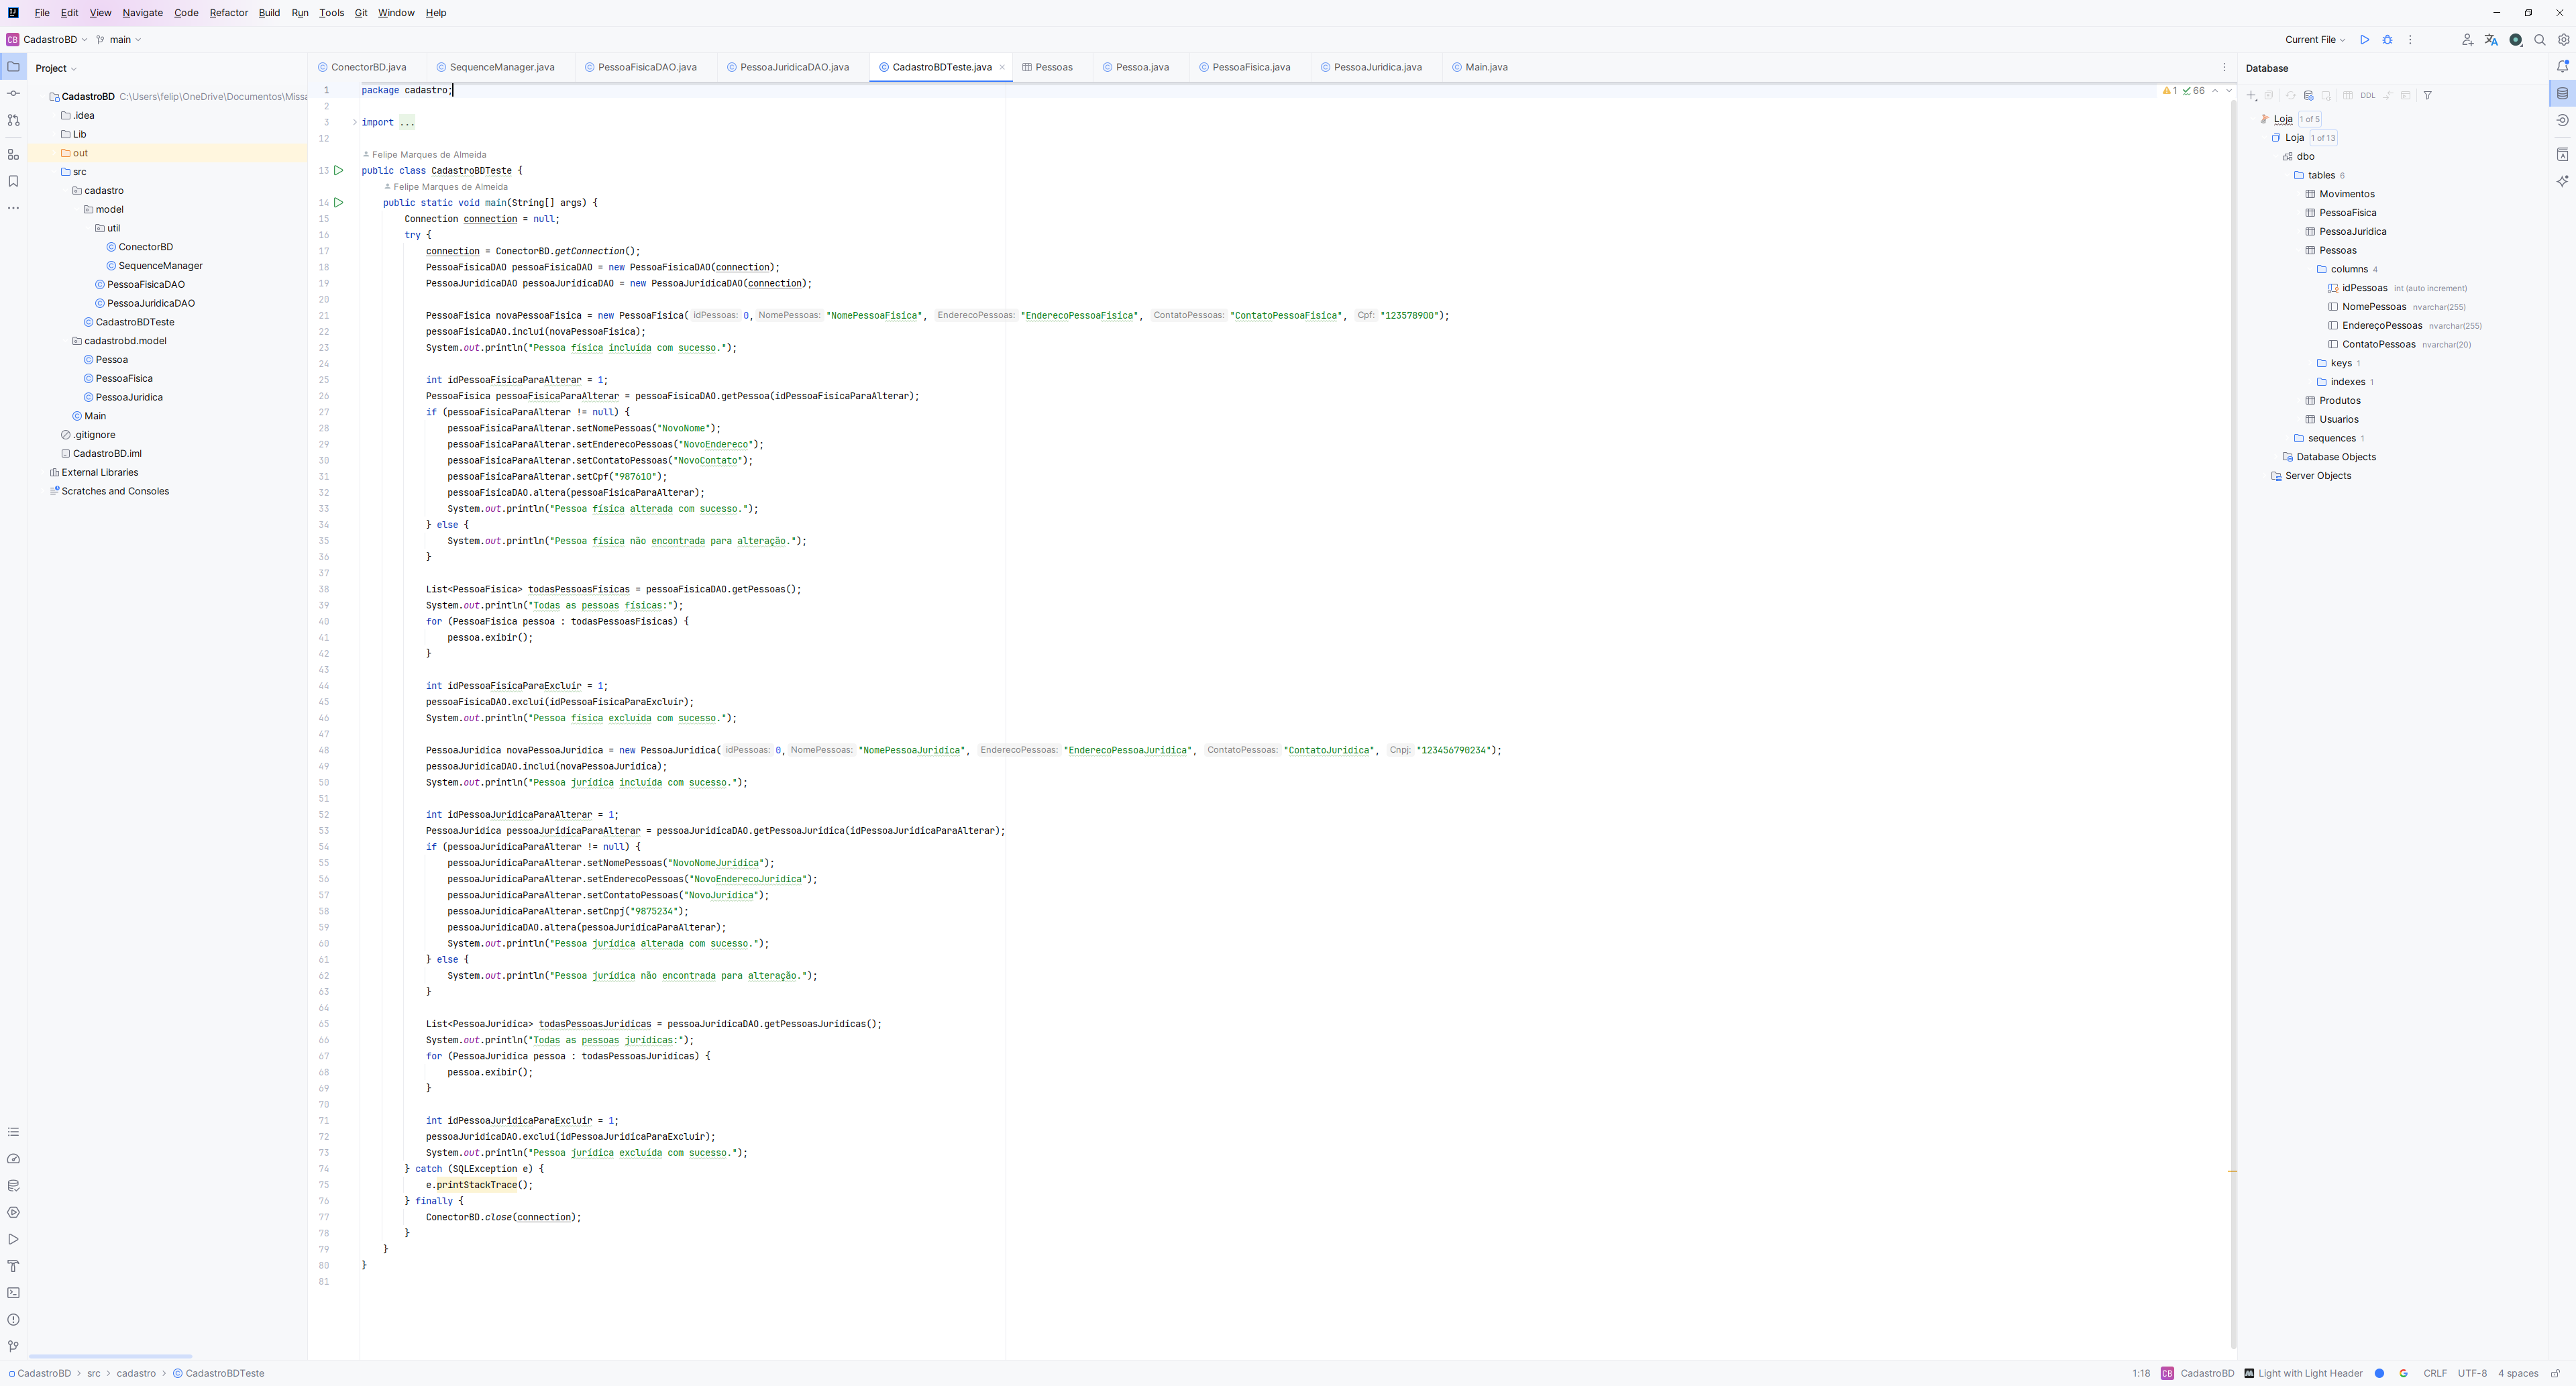 File Edit View Navigate Code Refactor Build Run Tools Git Window Help
CB CadastroBD main Current File
Project
CadastroBD C:\Users\felip\OneDrive\Documentos\Missa
.idea
Lib
out
src
cadastro
model
util
ConectorBD
SequenceManager
PessoaFisicaDAO
PessoaJuridicaDAO
CadastroBDTeste
cadastrobd.model
Pessoa
PessoaFisica
PessoaJuridica
Main
.gitignore
CadastroBD.iml
External Libraries
Scratches and Consoles
ConectorBD.java SequenceManager.java PessoaFisicaDAO.java PessoaJuridicaDAO.java CadastroBDTeste.java Pessoas Pessoa.java PessoaFisica.java PessoaJuridica.java Main.java
1 66
1 package cadastro;
2
3 import ...
12
Felipe Marques de Almeida
13 public class CadastroBDTeste {
Felipe Marques de Almeida
14 public static void main(String[] args) {
15 Connection connection = null;
16 try {
17 connection = ConectorBD.getConnection();
18 PessoaFisicaDAO pessoaFisicaDAO = new PessoaFisicaDAO(connection);
19 PessoaJuridicaDAO pessoaJuridicaDAO = new PessoaJuridicaDAO(connection);
20
21 PessoaFisica novaPessoaFisica = new PessoaFisica( idPessoas: 0, NomePessoas: "NomePessoaFisica", EnderecoPessoas: "EnderecoPessoaFisica", ContatoPessoas: "ContatoPessoaFisica", Cpf: "123578900");
22 pessoaFisicaDAO.inclui(novaPessoaFisica);
23 System.out.println("Pessoa física incluída com sucesso.");
24
25 int idPessoaFisicaParaAlterar = 1;
26 PessoaFisica pessoaFisicaParaAlterar = pessoaFisicaDAO.getPessoa(idPessoaFisicaParaAlterar);
27 if (pessoaFisicaParaAlterar != null) {
28 pessoaFisicaParaAlterar.setNomePessoas("NovoNome");
29 pessoaFisicaParaAlterar.setEnderecoPessoas("NovoEndereco");
30 pessoaFisicaParaAlterar.setContatoPessoas("NovoContato");
31 pessoaFisicaParaAlterar.setCpf("987610");
32 pessoaFisicaDAO.altera(pessoaFisicaParaAlterar);
33 System.out.println("Pessoa física alterada com sucesso.");
34 } else {
35 System.out.println("Pessoa física não encontrada para alteração.");
36 }
37
38 List<PessoaFisica> todasPessoasFisicas = pessoaFisicaDAO.getPessoas();
39 System.out.println("Todas as pessoas físicas:");
40 for (PessoaFisica pessoa : todasPessoasFisicas) {
41 pessoa.exibir();
42 }
43
44 int idPessoaFisicaParaExcluir = 1;
45 pessoaFisicaDAO.exclui(idPessoaFisicaParaExcluir);
46 System.out.println("Pessoa física excluída com sucesso.");
47
48 PessoaJuridica novaPessoaJuridica = new PessoaJuridica( idPessoas: 0, NomePessoas: "NomePessoaJuridica", EnderecoPessoas: "EnderecoPessoaJuridica", ContatoPessoas: "ContatoJuridica", Cnpj: "123456790234");
49 pessoaJuridicaDAO.inclui(novaPessoaJuridica);
50 System.out.println("Pessoa jurídica incluída com sucesso.");
51
52 int idPessoaJuridicaParaAlterar = 1;
53 PessoaJuridica pessoaJuridicaParaAlterar = pessoaJuridicaDAO.getPessoaJuridica(idPessoaJuridicaParaAlterar);
54 if (pessoaJuridicaParaAlterar != null) {
55 pessoaJuridicaParaAlterar.setNomePessoas("NovoNomeJuridica");
56 pessoaJuridicaParaAlterar.setEnderecoPessoas("NovoEnderecoJuridica");
57 pessoaJuridicaParaAlterar.setContatoPessoas("NovoJuridica");
58 pessoaJuridicaParaAlterar.setCnpj("9875234");
59 pessoaJuridicaDAO.altera(pessoaJuridicaParaAlterar);
60 System.out.println("Pessoa jurídica alterada com sucesso.");
61 } else {
62 System.out.println("Pessoa jurídica não encontrada para alteração.");
63 }
64
65 List<PessoaJuridica> todasPessoasJuridicas = pessoaJuridicaDAO.getPessoasJuridicas();
66 System.out.println("Todas as pessoas jurídicas:");
67 for (PessoaJuridica pessoa : todasPessoasJuridicas) {
68 pessoa.exibir();
69 }
70
71 int idPessoaJuridicaParaExcluir = 1;
72 pessoaJuridicaDAO.exclui(idPessoaJuridicaParaExcluir);
73 System.out.println("Pessoa jurídica excluída com sucesso.");
74 } catch (SQLException e) {
75 e.printStackTrace();
76 } finally {
77 ConectorBD.close(connection);
78 }
79 }
80 }
81
Database
DDL
Loja 1 of 5
Loja 1 of 13
dbo
tables 6
Movimentos
PessoaFisica
PessoaJuridica
Pessoas
columns 4
idPessoas int (auto increment)
NomePessoas nvarchar(255)
EndereçoPessoas nvarchar(255)
ContatoPessoas nvarchar(20)
keys 1
indexes 1
Produtos
Usuarios
sequences 1
Database Objects
Server Objects
CadastroBD > src > cadastro > CadastroBDTeste
1:18 CB CadastroBD Light with Light Header CRLF UTF-8 4 spaces